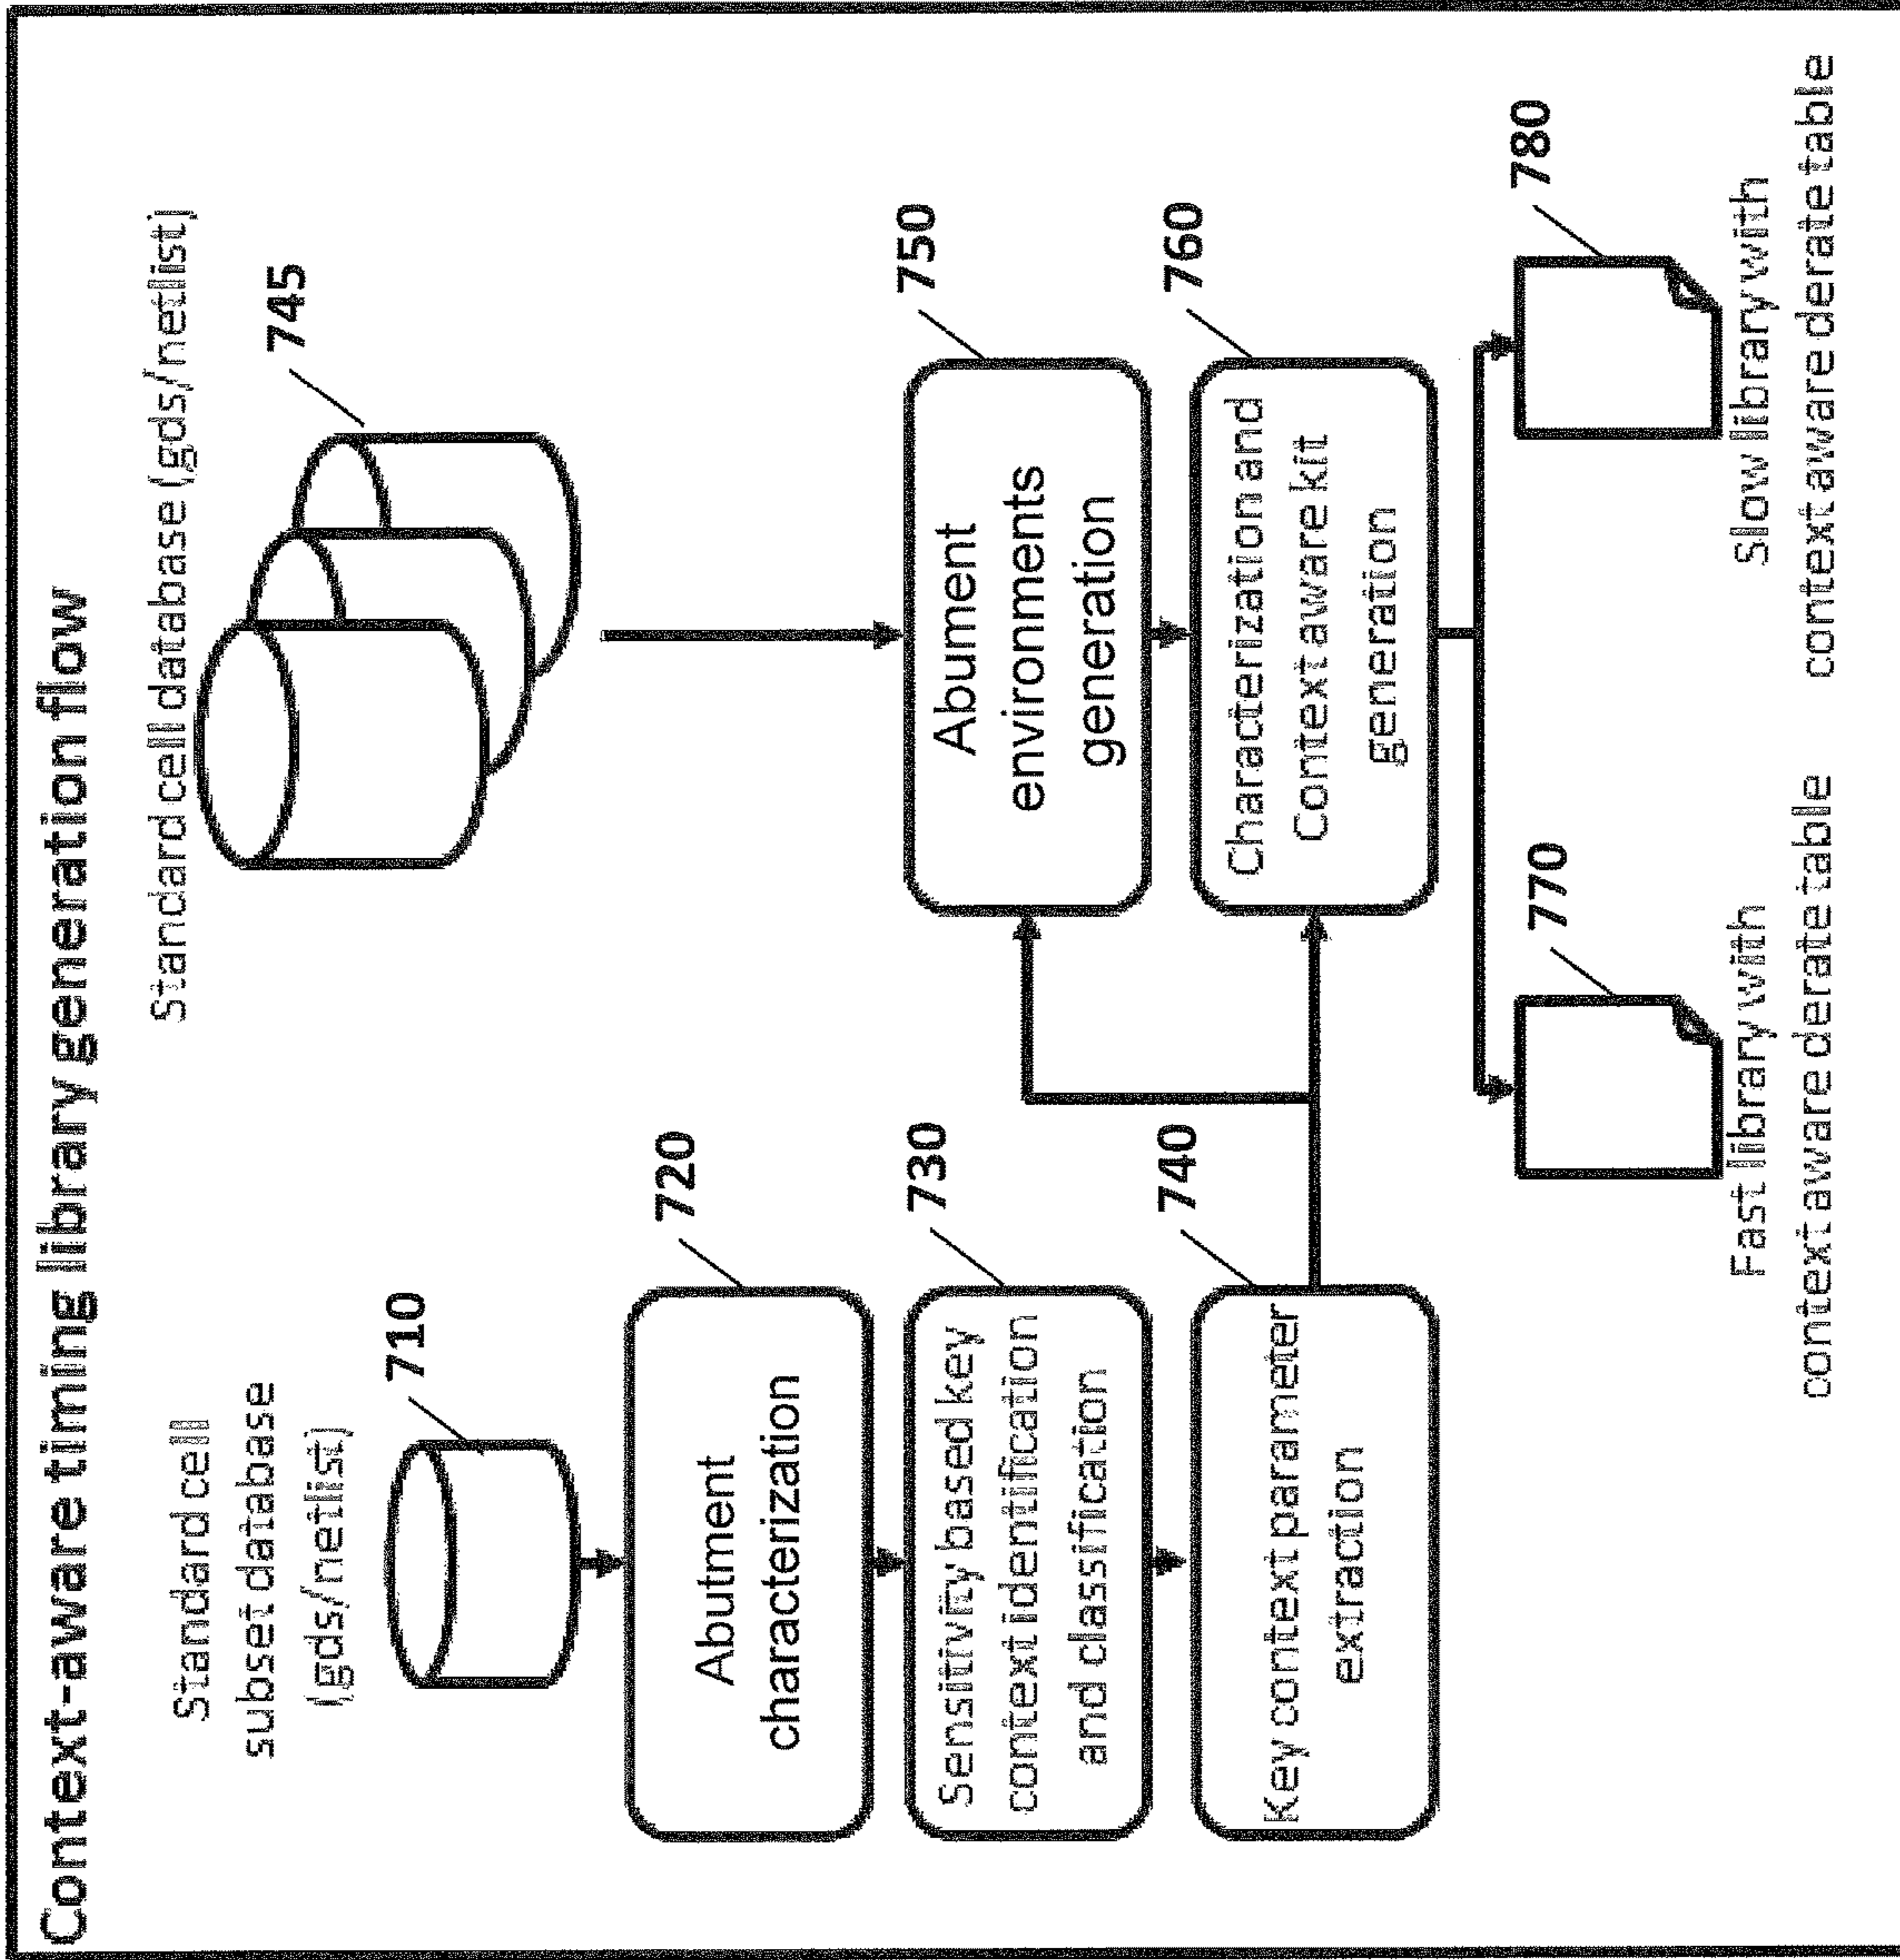 Context-aware timing library generation flow
Standard cell
subset database
(gds/netlist)
710
Abutment
characterization
720
Sensitivity based key
context identification
and classification
730
Key context parameter
extraction
740
Standard cell database (gds/netlist)
745
Abument
environments
generation
750
Characterization and
Context aware kit
generation
760
770
Fast library with
context aware derate table
780
Slow library with
context aware derate table